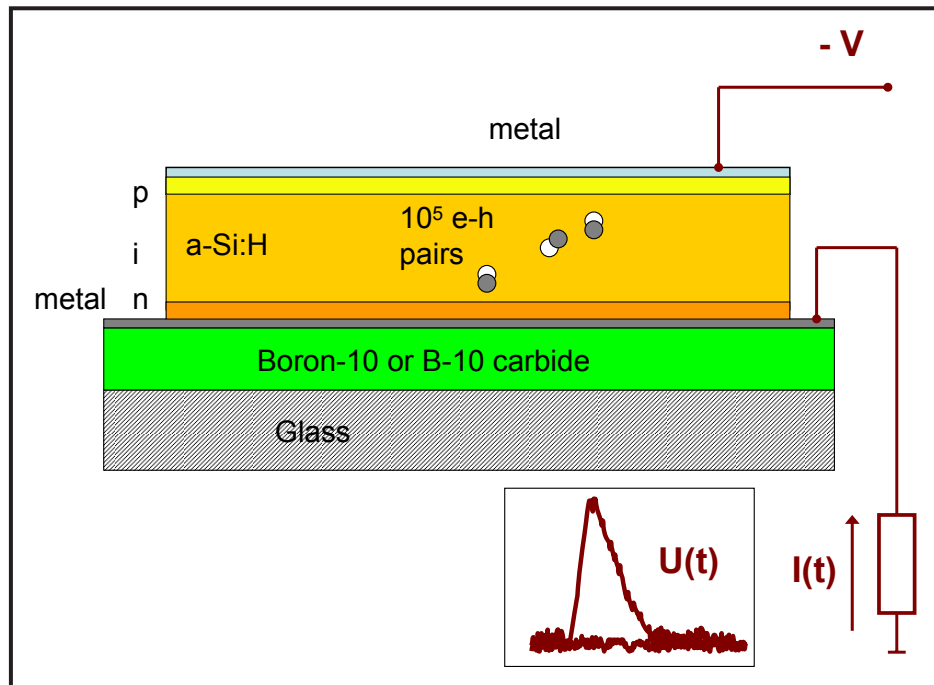 - V
metal
p
10⁵ e-h
pairs
i
a-Si:H
metal
n
Boron-10 or B-10 carbide
Glass
U(t)
I(t)